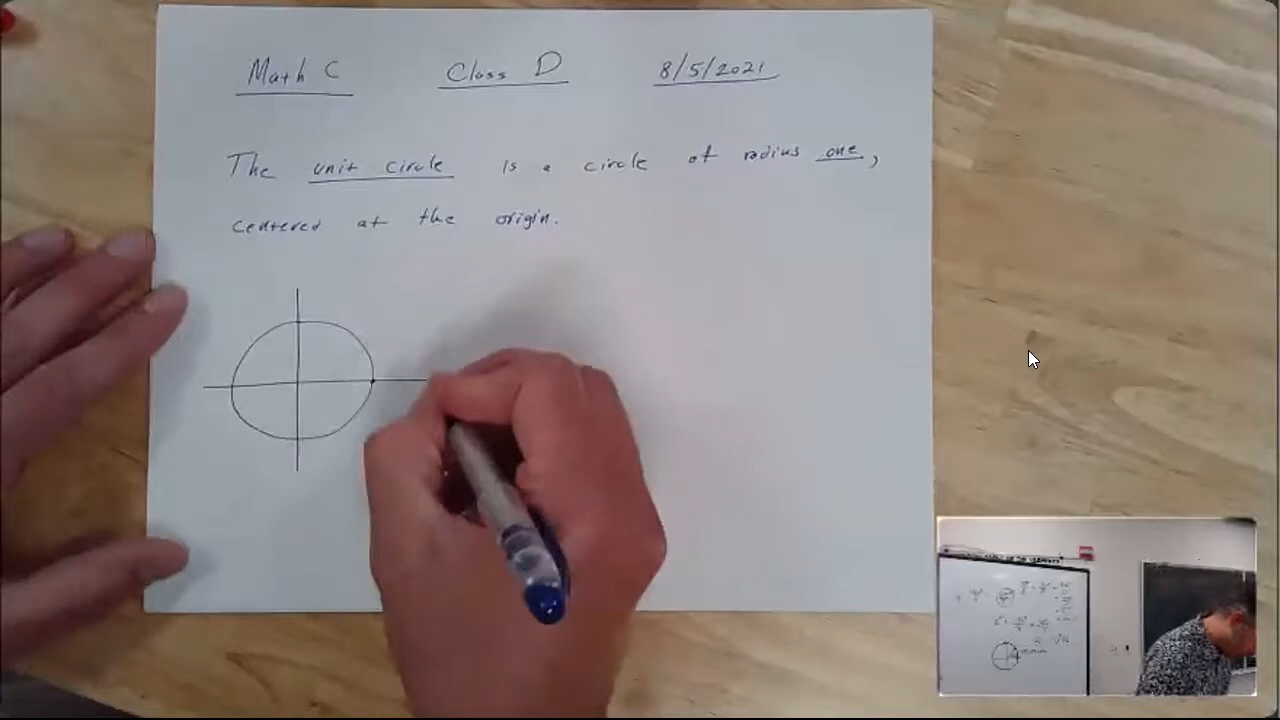 Math C Class D 8/5/2021
The unit circle is a circle of radius one,
centered at the origin.